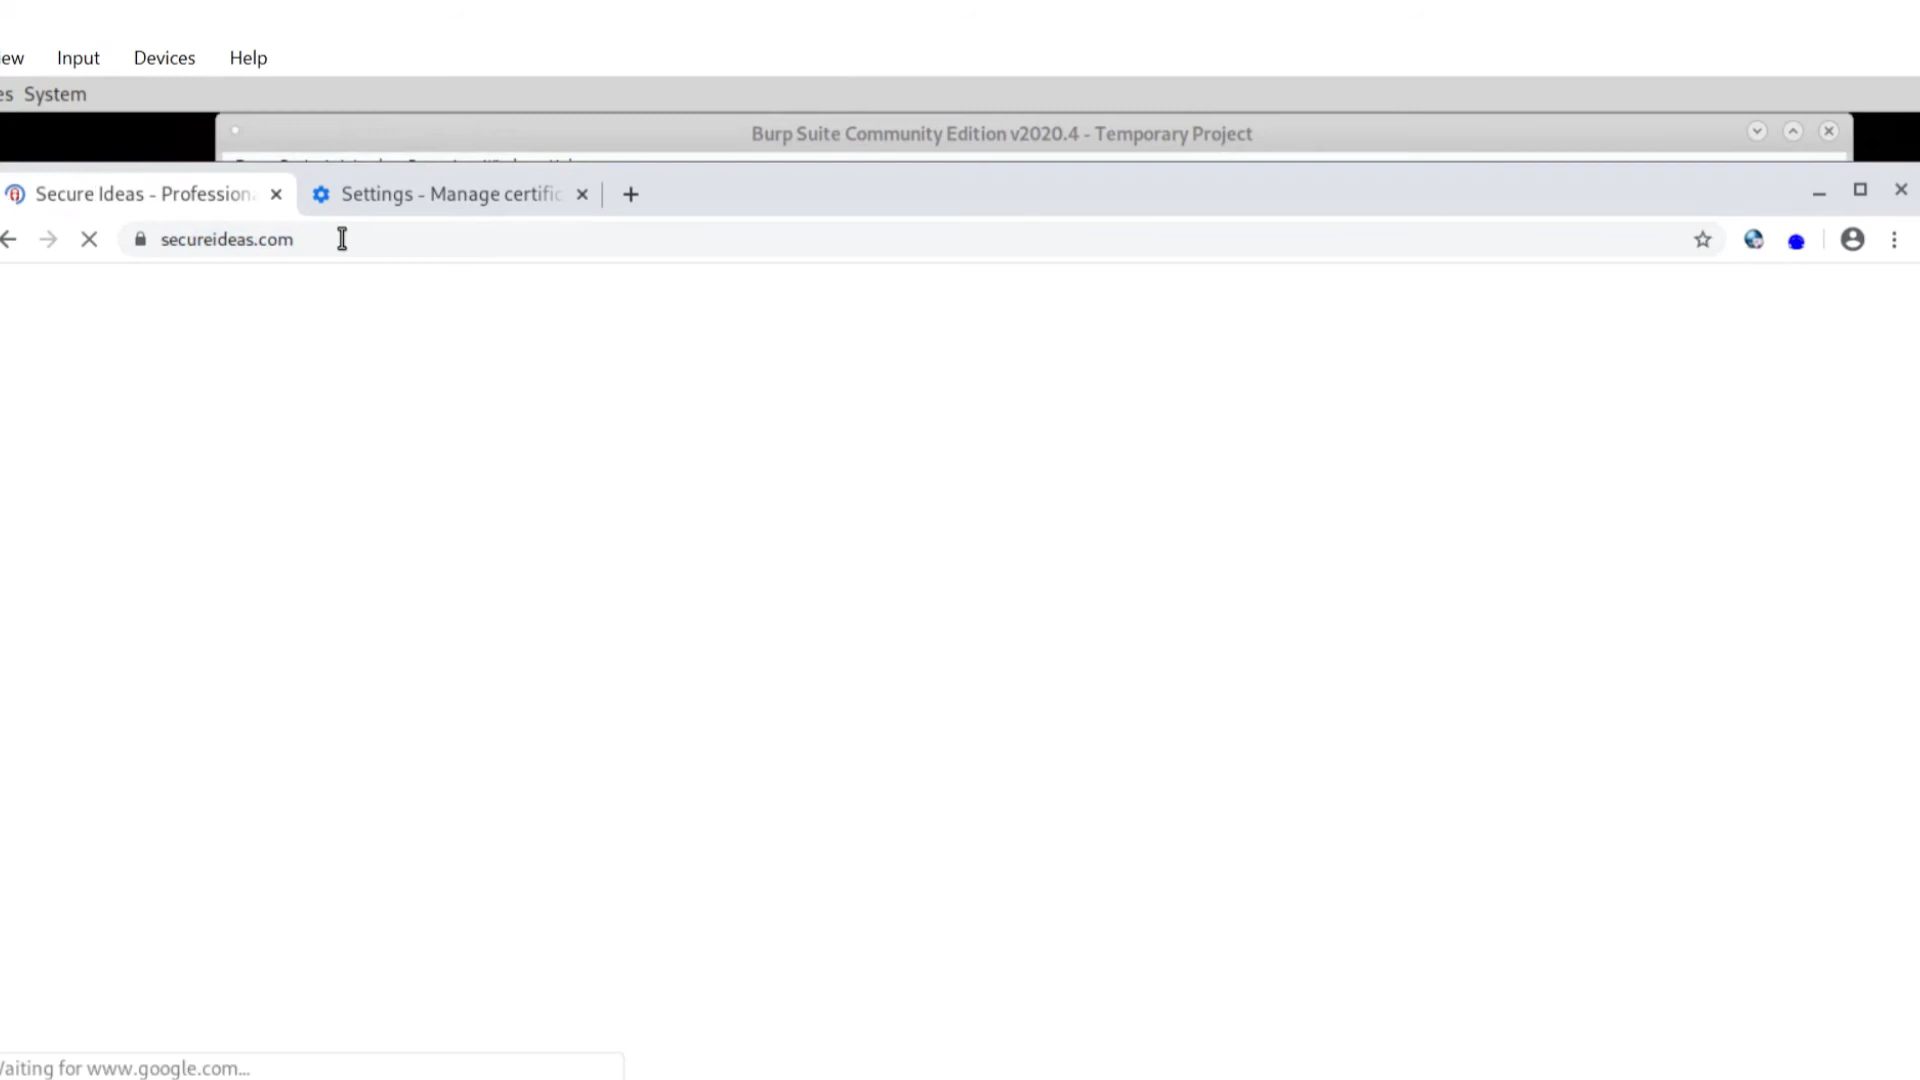 ew Input Devices Help
es System
Burp Suite Community Edition v2020.4 - Temporary Project
Secure Ideas - Profession
Settings - Manage certific
secureideas.com
aiting for www.google.com...